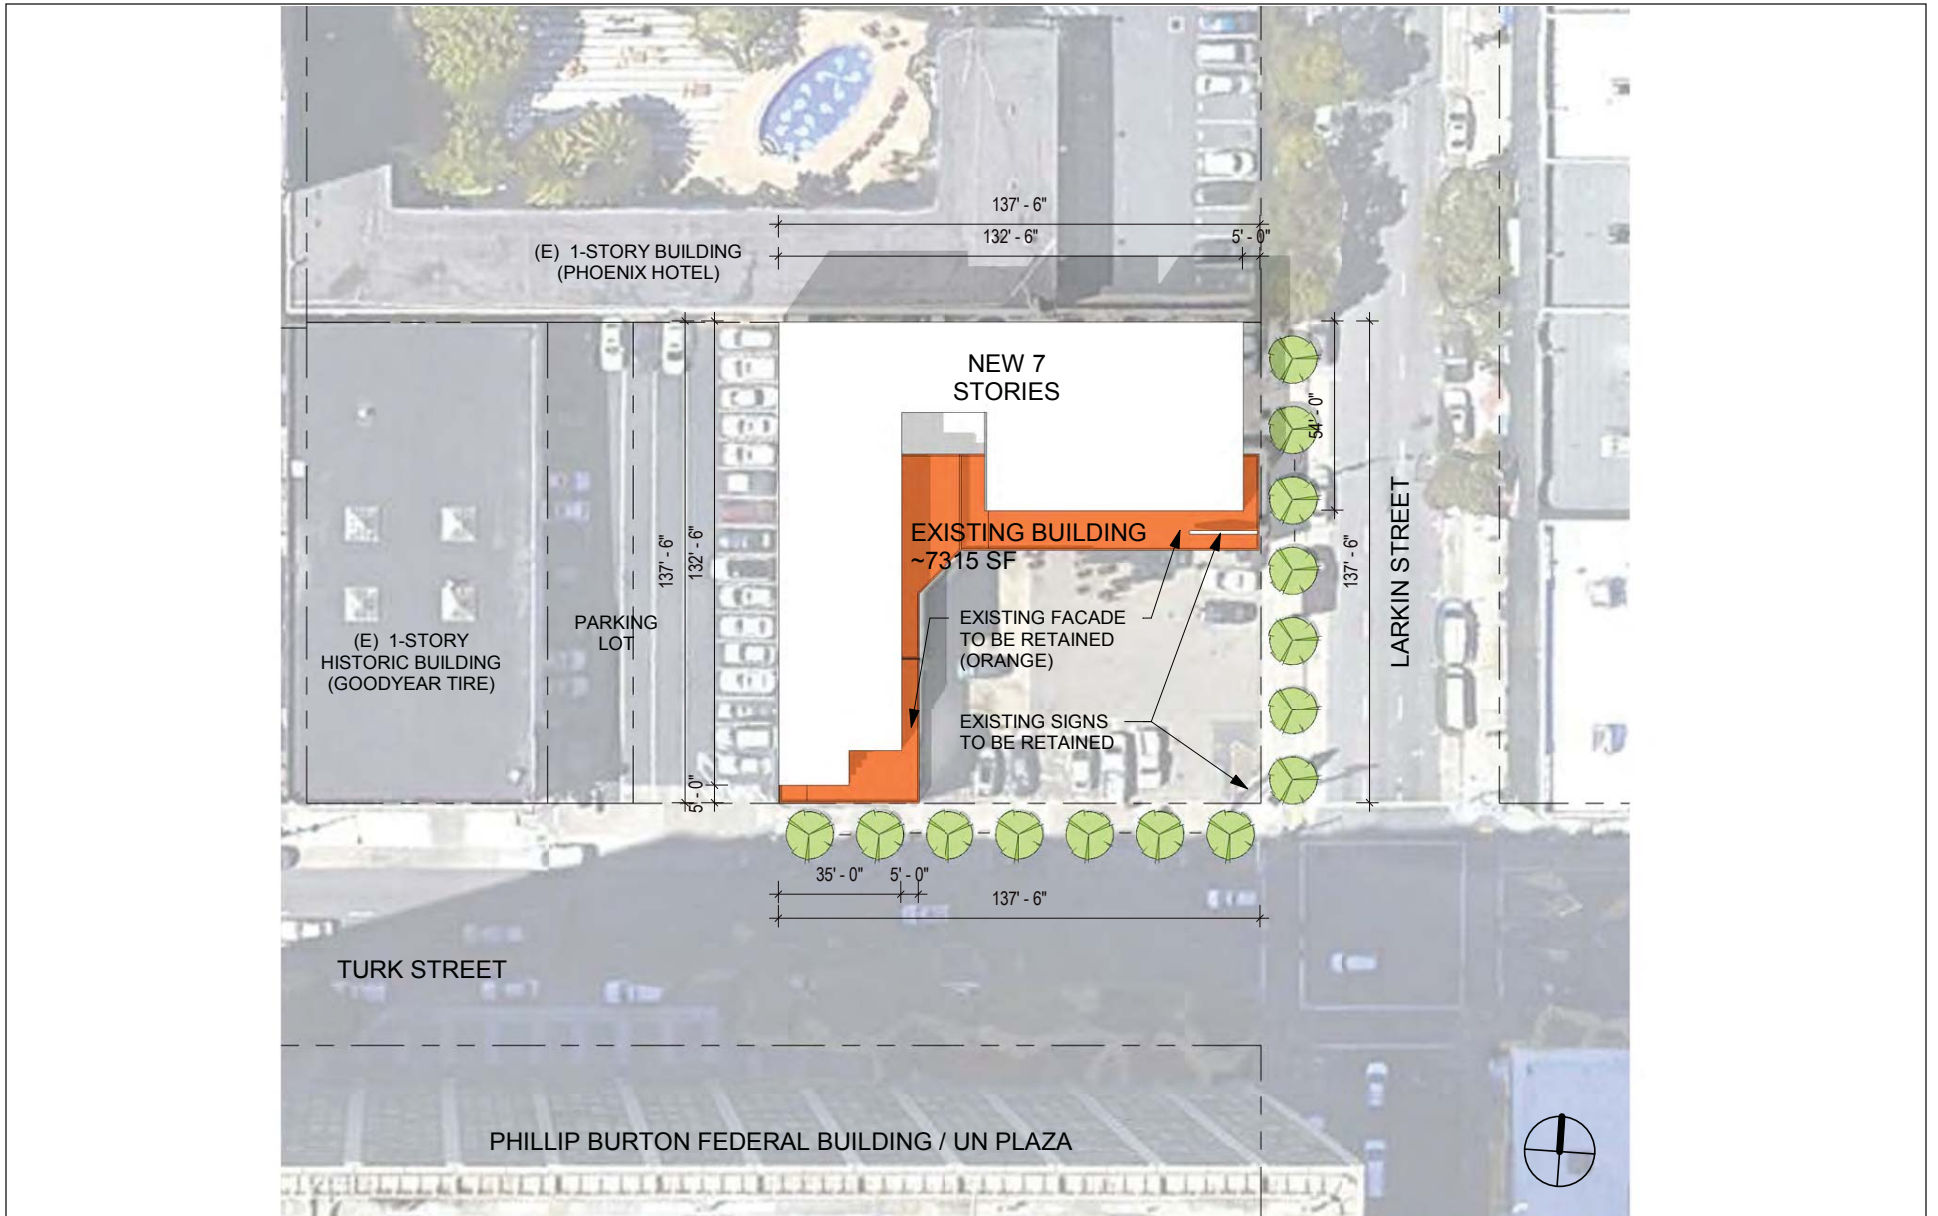 137' - 6"
132' - 6"
5' - 0"
(E) 1-STORY BUILDING
(PHOENIX HOTEL)
NEW 7
STORIES
54' - 0"
137' - 6"
132' - 6"
137' - 6"
LARKIN STREET
EXISTING BUILDING
~7315 SF
EXISTING FACADE
TO BE RETAINED
(ORANGE)
PARKING
LOT
(E) 1-STORY
HISTORIC BUILDING
(GOODYEAR TIRE)
EXISTING SIGNS
TO BE RETAINED
5' - 0"
35' - 0"
5' - 0"
137' - 6"
TURK STREET
PHILLIP BURTON FEDERAL BUILDING / UN PLAZA